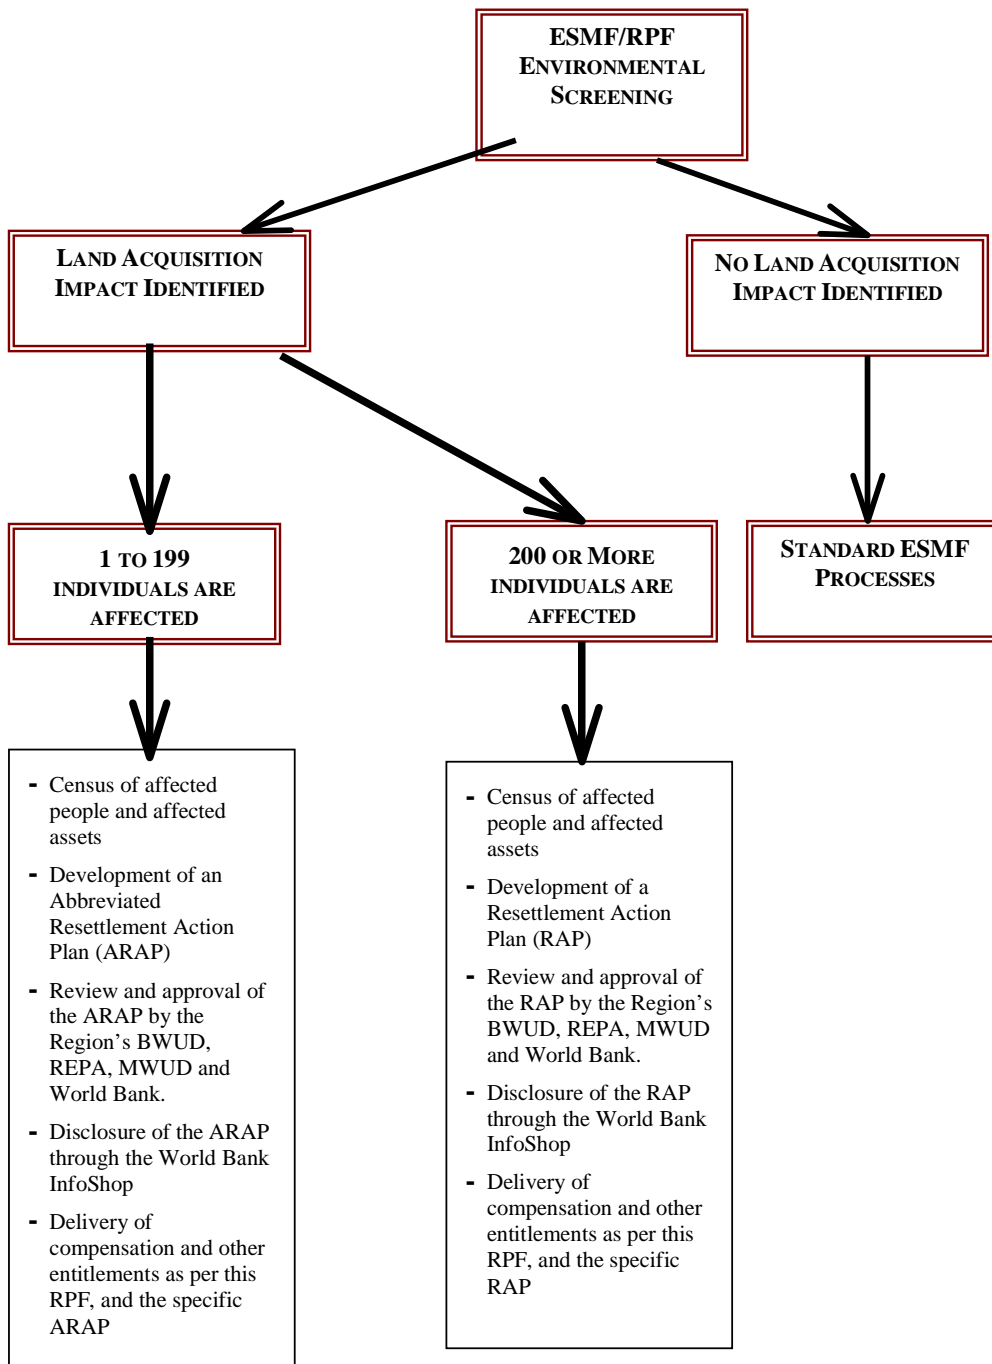 ESMF/RPF
ENVIRONMENTAL
SCREENING
LAND ACQUISITION
IMPACT IDENTIFIED
NO LAND ACQUISITION
IMPACT IDENTIFIED
1 TO 199
INDIVIDUALS ARE
AFFECTED
200 OR MORE
INDIVIDUALS ARE
AFFECTED
STANDARD ESMF
PROCESSES
- Census of affected
people and affected
assets
- Development of an
Abbreviated
Resettlement Action
Plan (ARAP)
- Review and approval of
the ARAP by the
Region’s BWUD,
REPA, MWUD and
World Bank.
- Disclosure of the ARAP
through the World Bank
InfoShop
- Delivery of
compensation and other
entitlements as per this
RPF, and the specific
ARAP
- Census of affected
people and affected
assets
- Development of a
Resettlement Action
Plan (RAP)
- Review and approval of
the RAP by the Region’s
BWUD, REPA, MWUD
and World Bank.
- Disclosure of the RAP
through the World Bank
InfoShop
- Delivery of
compensation and other
entitlements as per this
RPF, and the specific
RAP